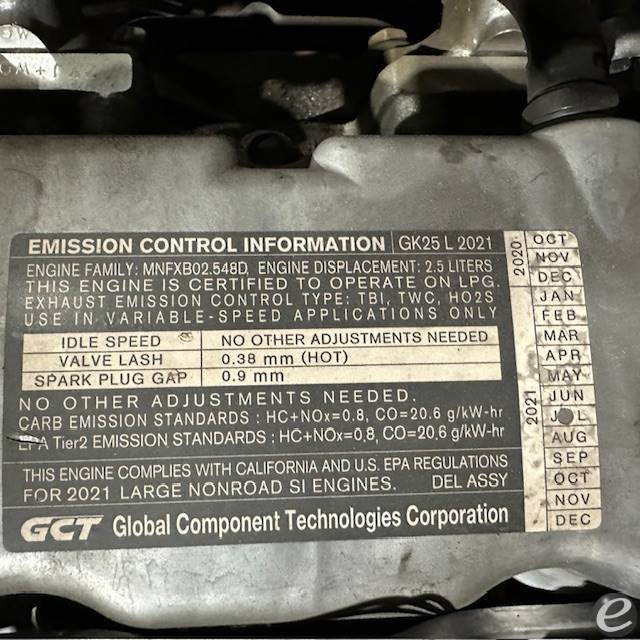 EMISSION CONTROL INFORMATION GK25 L 2021
ENGINE FAMILY: MNFXB02.548D, ENGINE DISPLACEMENT: 2.5 LITERS
THIS ENGINE IS CERTIFIED TO OPERATE ON LPG.
EXHAUST EMISSION CONTROL TYPE: TBI, TWC, HO2S
USE IN VARIABLE-SPEED APPLICATIONS ONLY
IDLE SPEED NO OTHER ADJUSTMENTS NEEDED
VALVE LASH 0.38 mm (HOT)
SPARK PLUG GAP 0.9 mm
NO OTHER ADJUSTMENTS NEEDED.
CARB EMISSION STANDARDS : HC+NOx=0.8, CO=20.6 g/kW-hr
EPA Tier2 EMISSION STANDARDS : HC+NOx=0.8, CO=20.6 g/kW-hr
THIS ENGINE COMPLIES WITH CALIFORNIA AND U.S. EPA REGULATIONS
FOR 2021 LARGE NONROAD SI ENGINES. DEL ASSY
GCT Global Component Technologies Corporation
2020
OCT
NOV
DEC
2021
JAN
FEB
MAR
APR
MAY
JUN
JUL
AUG
SEP
OCT
NOV
DEC
e